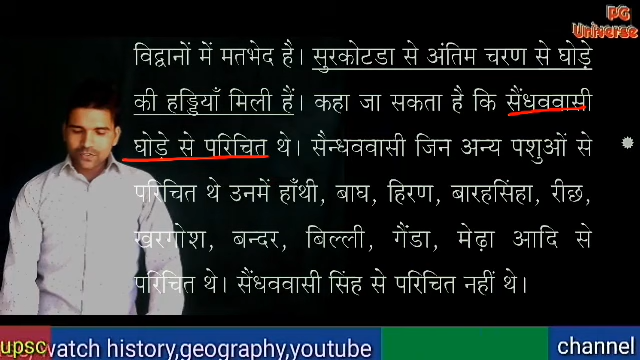 PG
Universe
विद्वानों में मतभेद है। सुरकोटडा से अंतिम चरण से घोड़े
की हड्डियाँ मिली हैं। कहा जा सकता है कि सैंधववासी
घोड़े से परिचित थे। सैन्धववासी जिन अन्य पशुओं से
परिचित थे उनमें हाँथी, बाघ, हिरण, बारहसिंहा, रीछ,
खरगोश, बन्दर, बिल्ली, गैंडा, मेढ़ा आदि से
परिचित थे। सैंधववासी सिंह से परिचित नहीं थे।
upsc watch history,geography,youtube channel